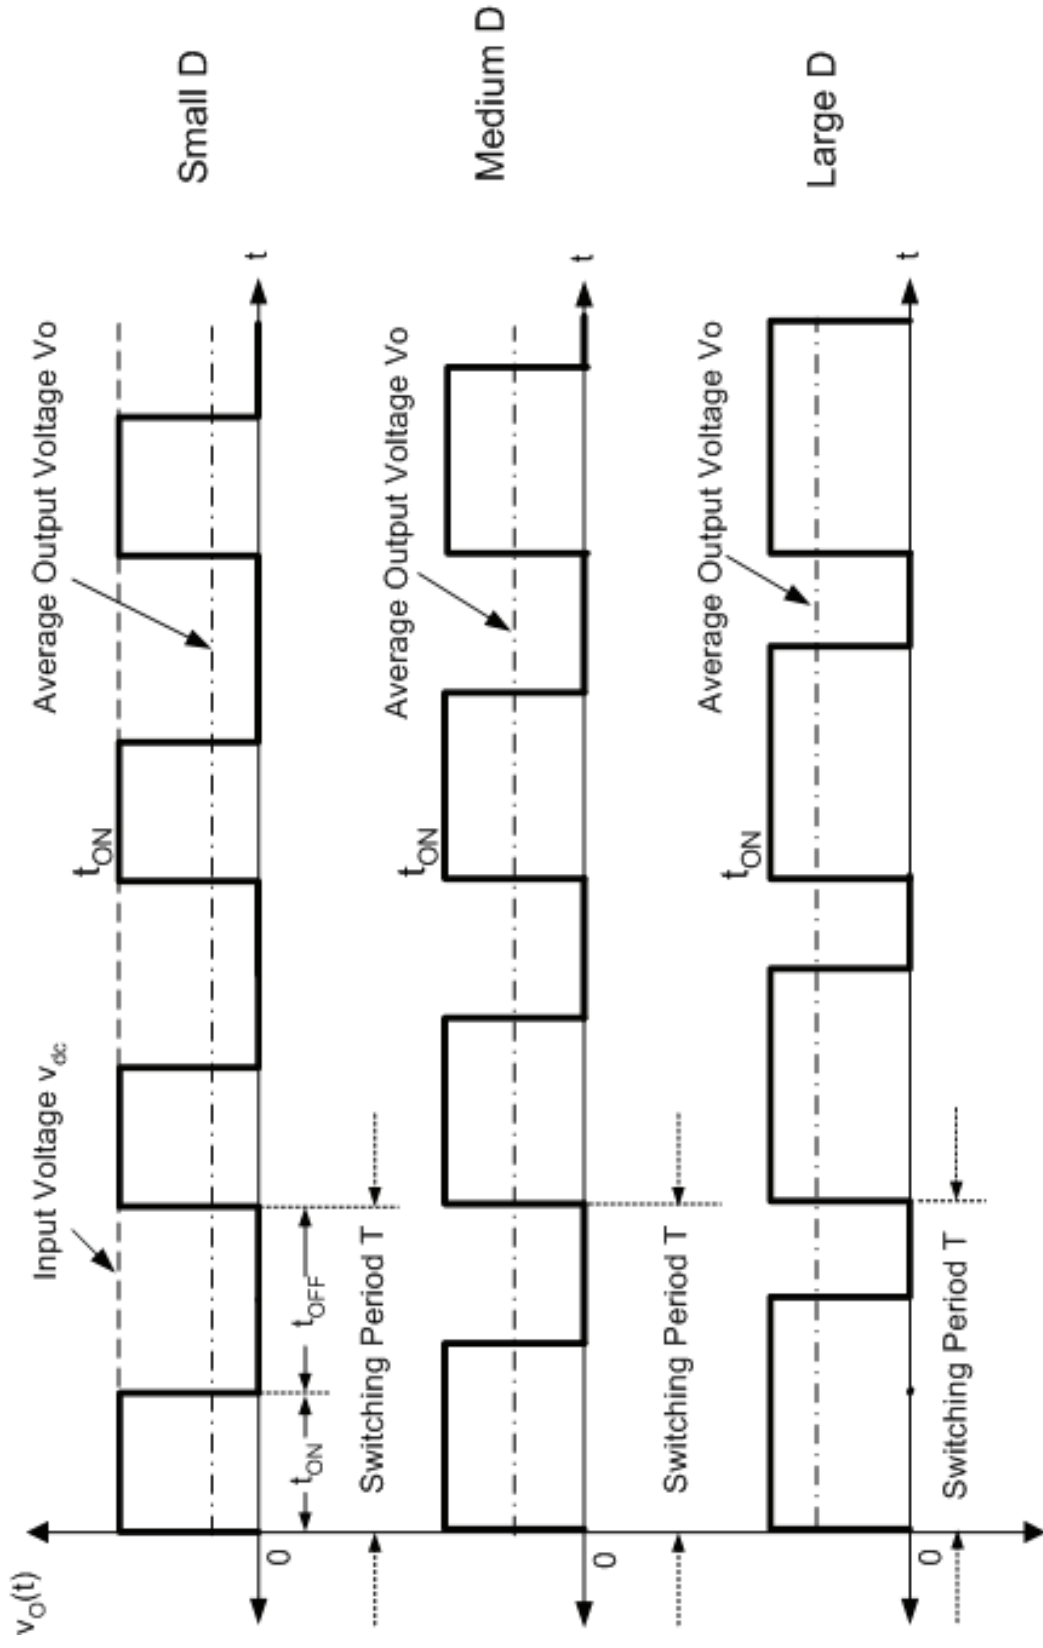 v_O(t)
Input Voltage v_dc
Average Output Voltage Vo
Small D
t_ON
t
0
t_ON
t_OFF
Switching Period T
Average Output Voltage Vo
Medium D
t_ON
t
0
Switching Period T
Average Output Voltage Vo
Large D
t_ON
t
0
Switching Period T